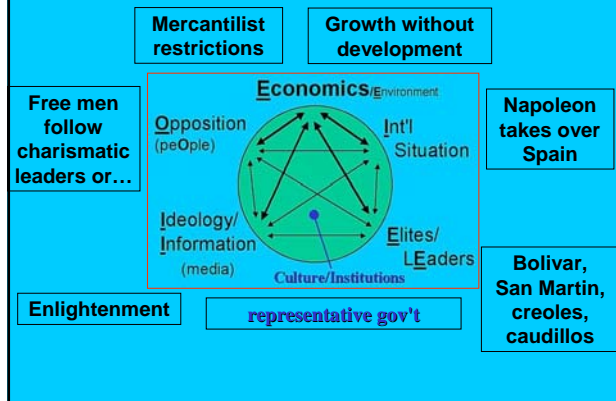 Mercantilist
restrictions
Growth without
development
Free men
follow
charismatic
leaders or…
Economics/Environment
Opposition
(peOple)
Int'l
Situation
Napoleon
takes over
Spain
Ideology/
Information
(media)
Elites/
LEaders
Culture/Institutions
Enlightenment
representative gov't
Bolivar,
San Martin,
creoles,
caudillos